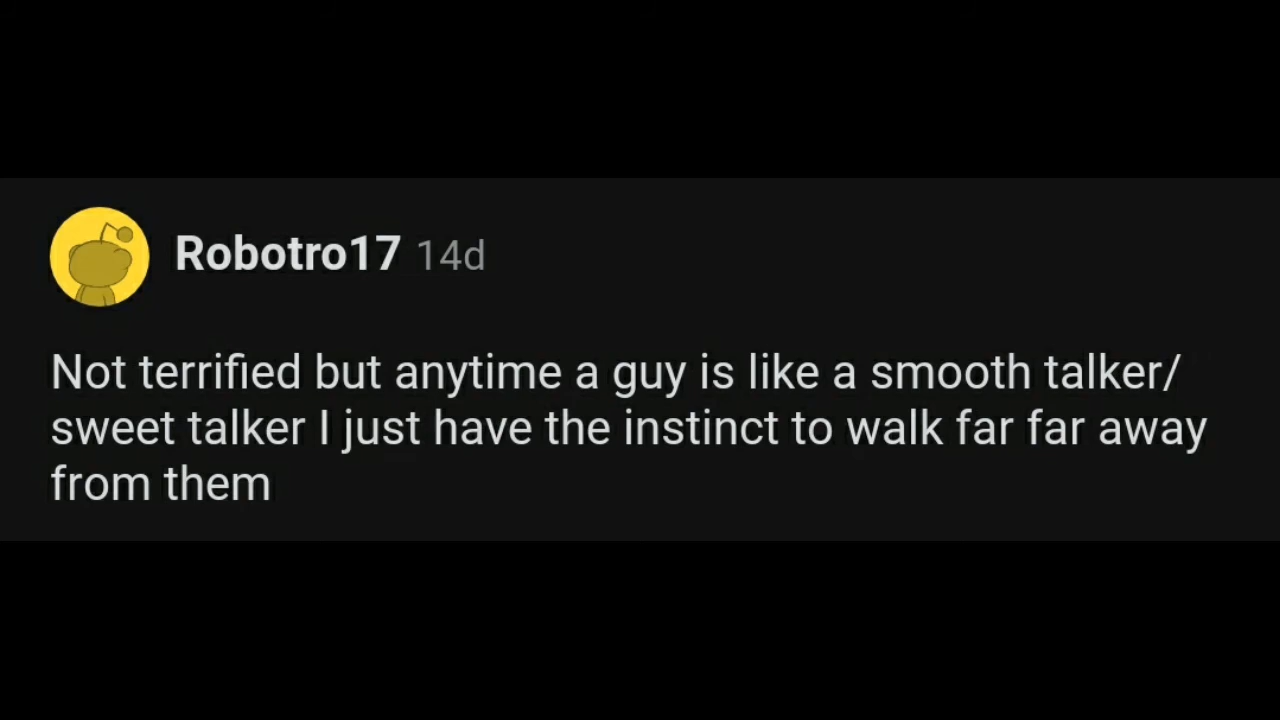 Robotro17 14d
Not terrified but anytime a guy is like a smooth talker/
sweet talker I just have the instinct to walk far far away
from them